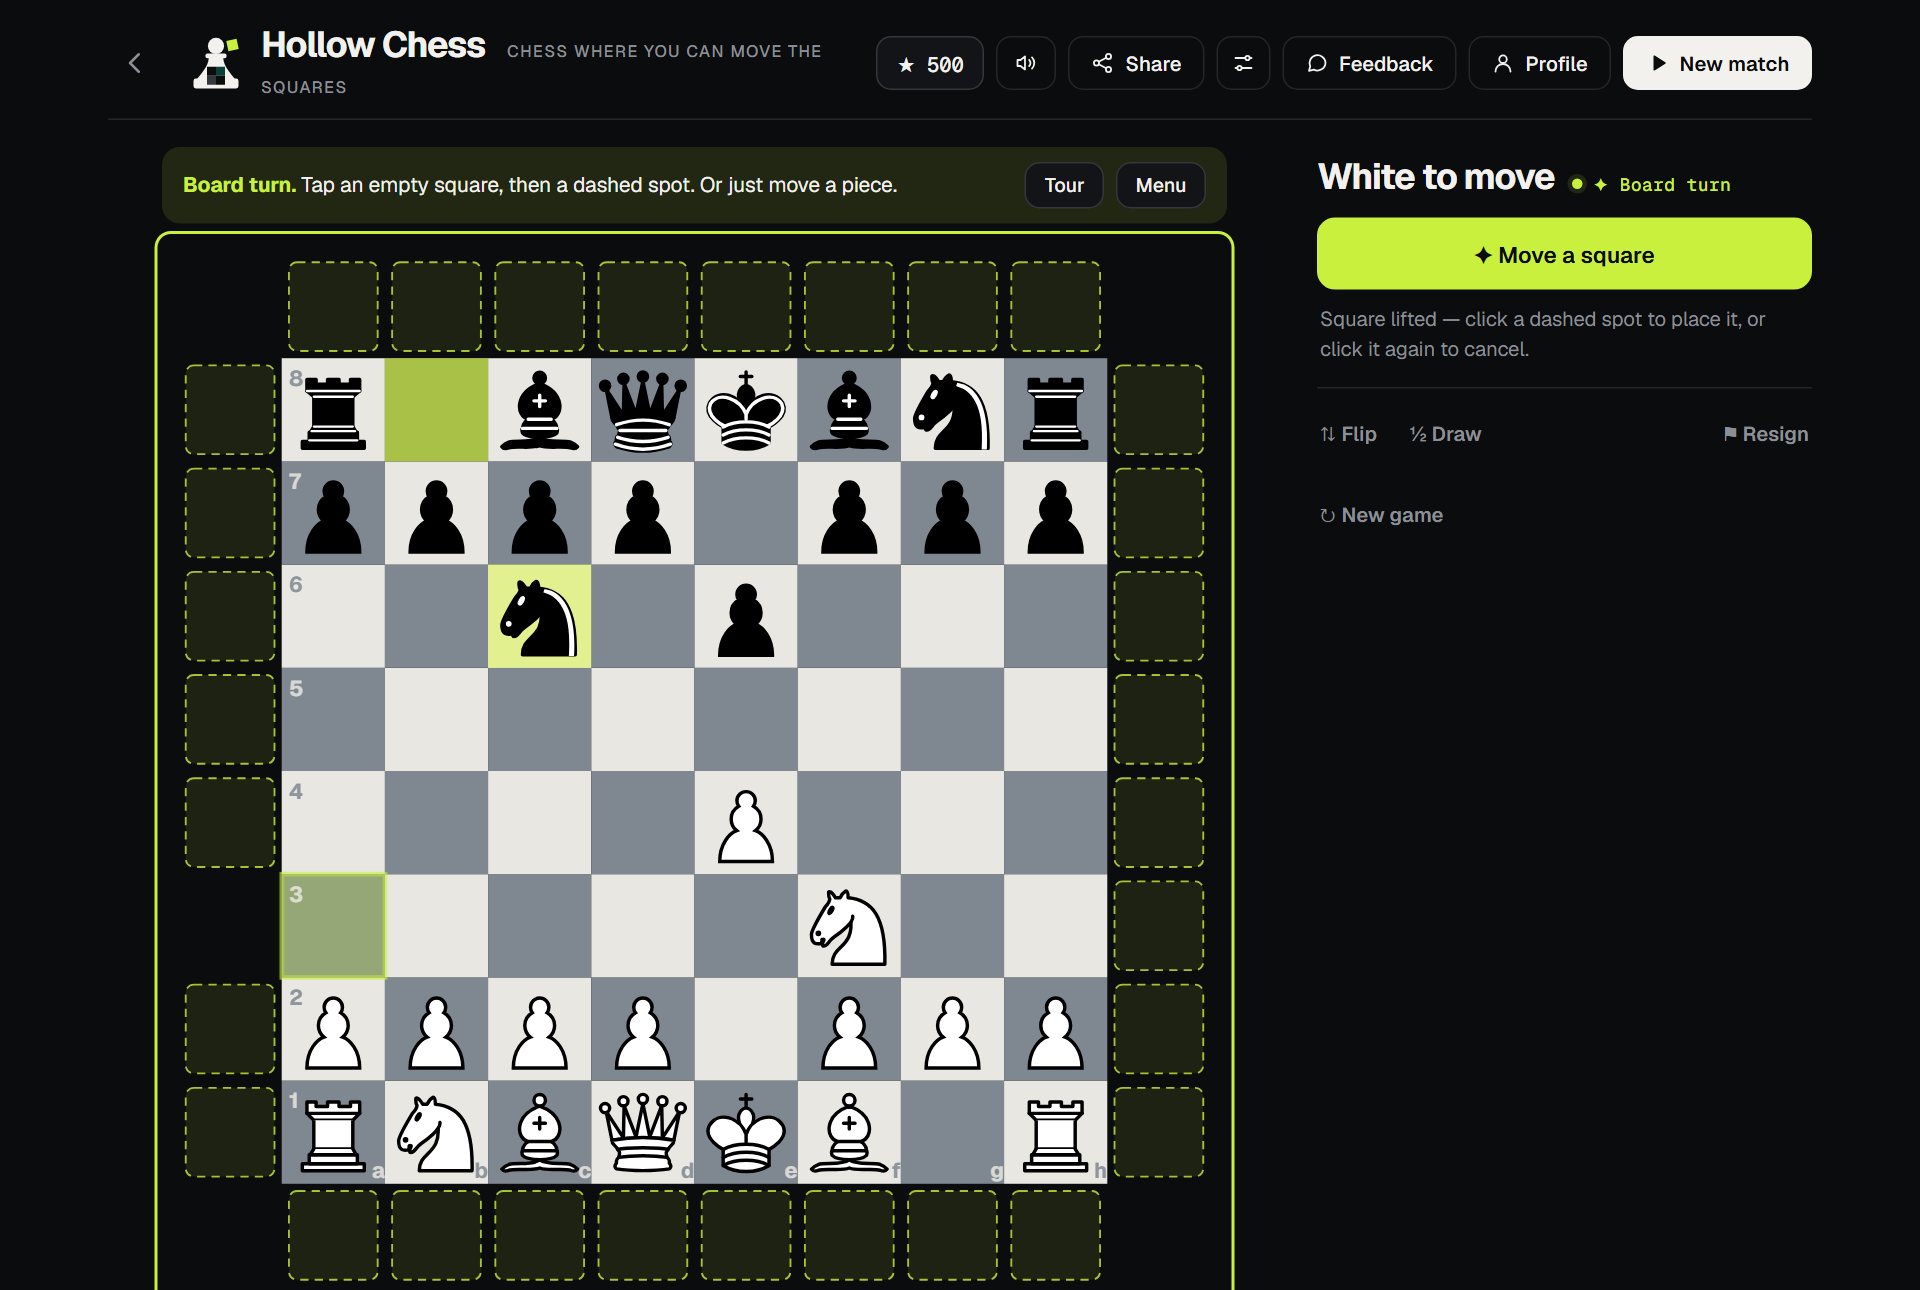 Hollow Chess CHESS WHERE YOU CAN MOVE THE
SQUARES
★ 500
Share
Feedback
Profile
New match
Board turn. Tap an empty square, then a dashed spot. Or just move a piece.
Tour
Menu
White to move
✦ Board turn
✦ Move a square
Square lifted — click a dashed spot to place it, or
click it again to cancel.
Flip
½ Draw
Resign
New game
8
7
6
5
4
3
2
1
a b c d e f g h